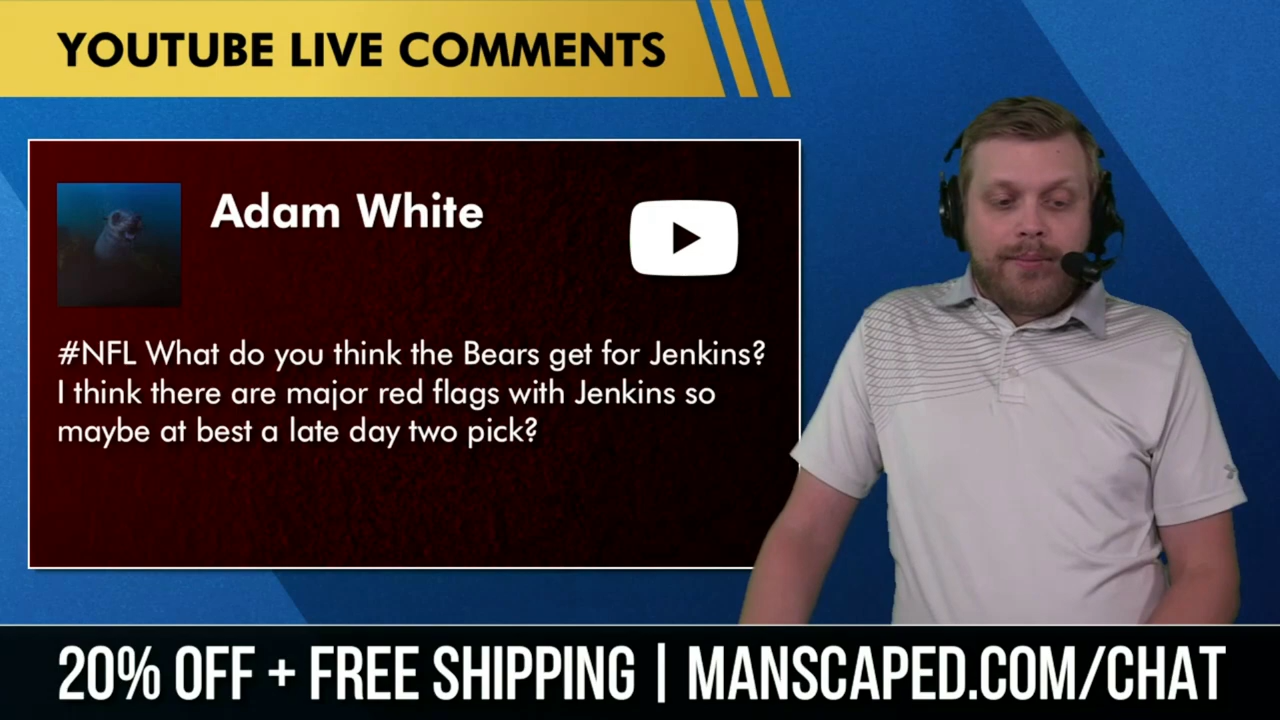 YOUTUBE LIVE COMMENTS
Adam White
#NFL What do you think the Bears get for Jenkins?
I think there are major red flags with Jenkins so
maybe at best a late day two pick?
20% OFF + FREE SHIPPING | MANSCAPED.COM/CHAT